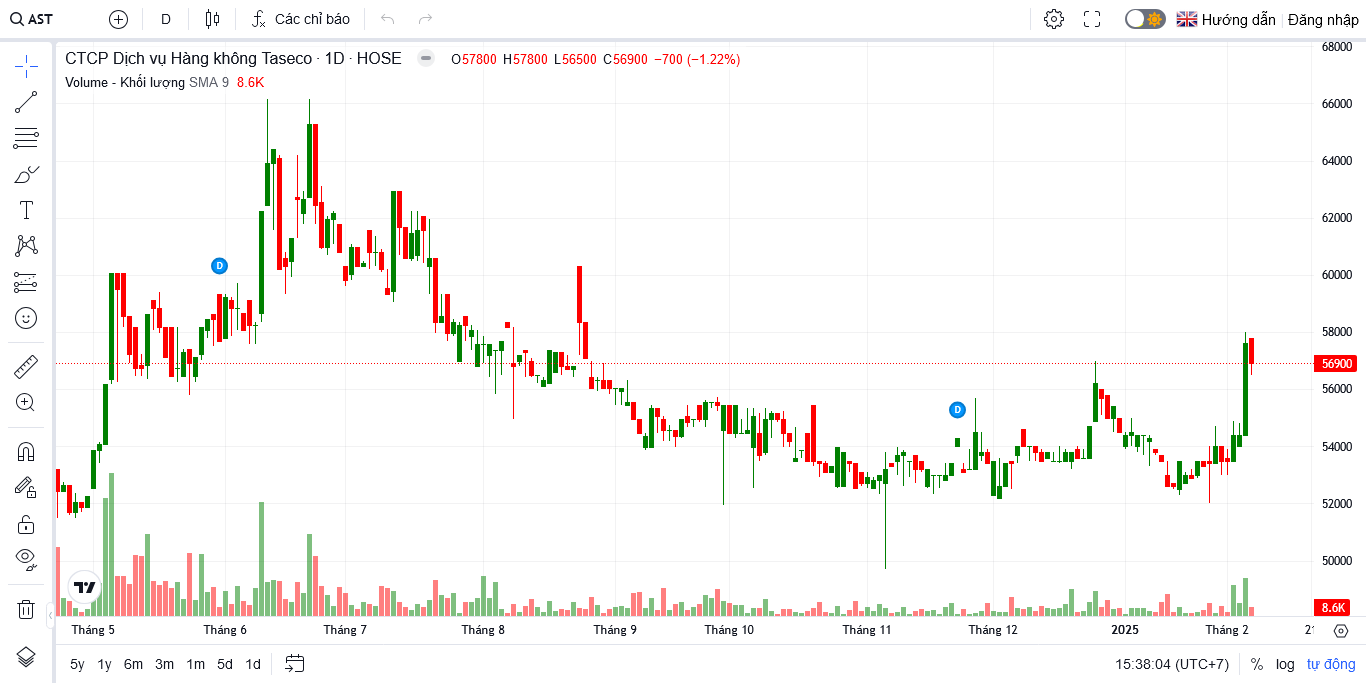 AST D Các chỉ báo Hướng dẫn Đăng nhập
CTCP Dịch vụ Hàng không Taseco · 1D · HOSE O57800 H57800 L56500 C56900 −700 (−1.22%)
Volume - Khối lượng SMA 9 8.6K
68000
66000
64000
62000
D
60000
58000
56900
56000
D
54000
52000
50000
8.6K
Tháng 5 Tháng 6 Tháng 7 Tháng 8 Tháng 9 Tháng 10 Tháng 11 Tháng 12 2025 Tháng 2
5y 1y 6m 3m 1m 5d 1d 15:38:04 (UTC+7) % log tự động